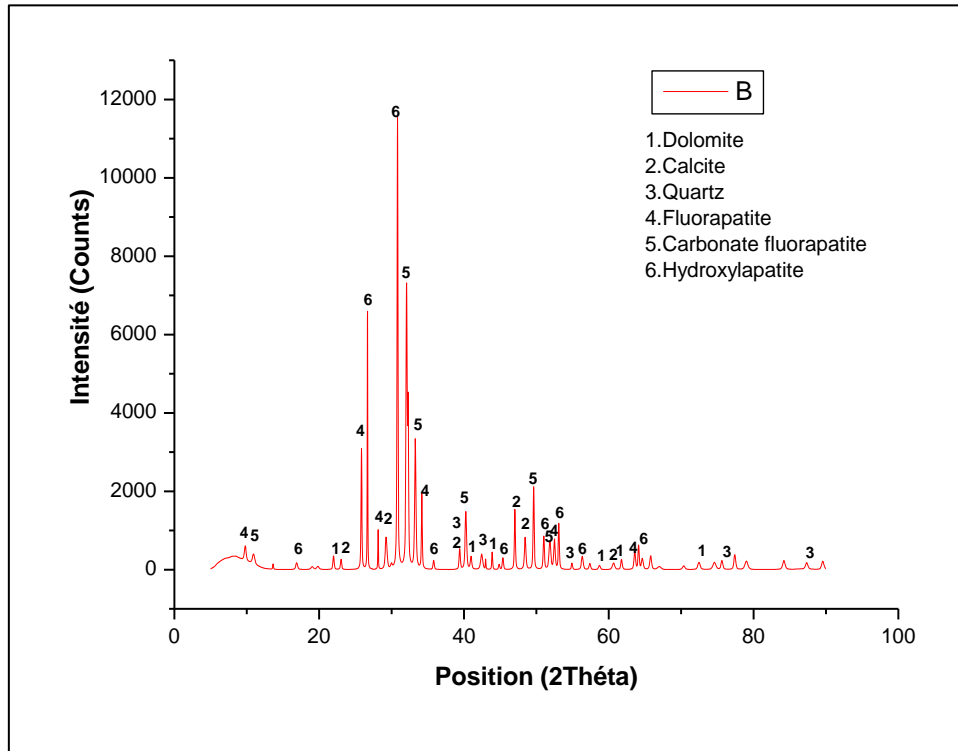 B
1.Dolomite
2.Calcite
3.Quartz
4.Fluorapatite
5.Carbonate fluorapatite
6.Hydroxylapatite
Intensité (Counts)
12000
10000
8000
6000
4000
2000
0
4 5 6 1 2 4 6 4 2 6 5 5 4 6
3
2
5 1 3 1 6 2 2 5 6 5 4 6 3 1 2 1 4 6 1 3 3
0 20 40 60 80 100
Position (2Théta)